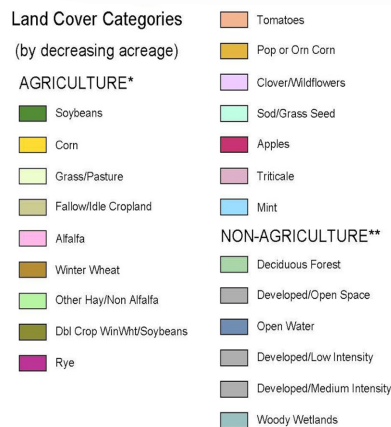 Land Cover Categories
(by decreasing acreage)
AGRICULTURE*
Soybeans
Corn
Grass/Pasture
Fallow/Idle Cropland
Alfalfa
Winter Wheat
Other Hay/Non Alfalfa
Dbl Crop WinWht/Soybeans
Rye
Tomatoes
Pop or Orn Corn
Clover/Wildflowers
Sod/Grass Seed
Apples
Triticale
Mint
NON-AGRICULTURE**
Deciduous Forest
Developed/Open Space
Open Water
Developed/Low Intensity
Developed/Medium Intensity
Woody Wetlands